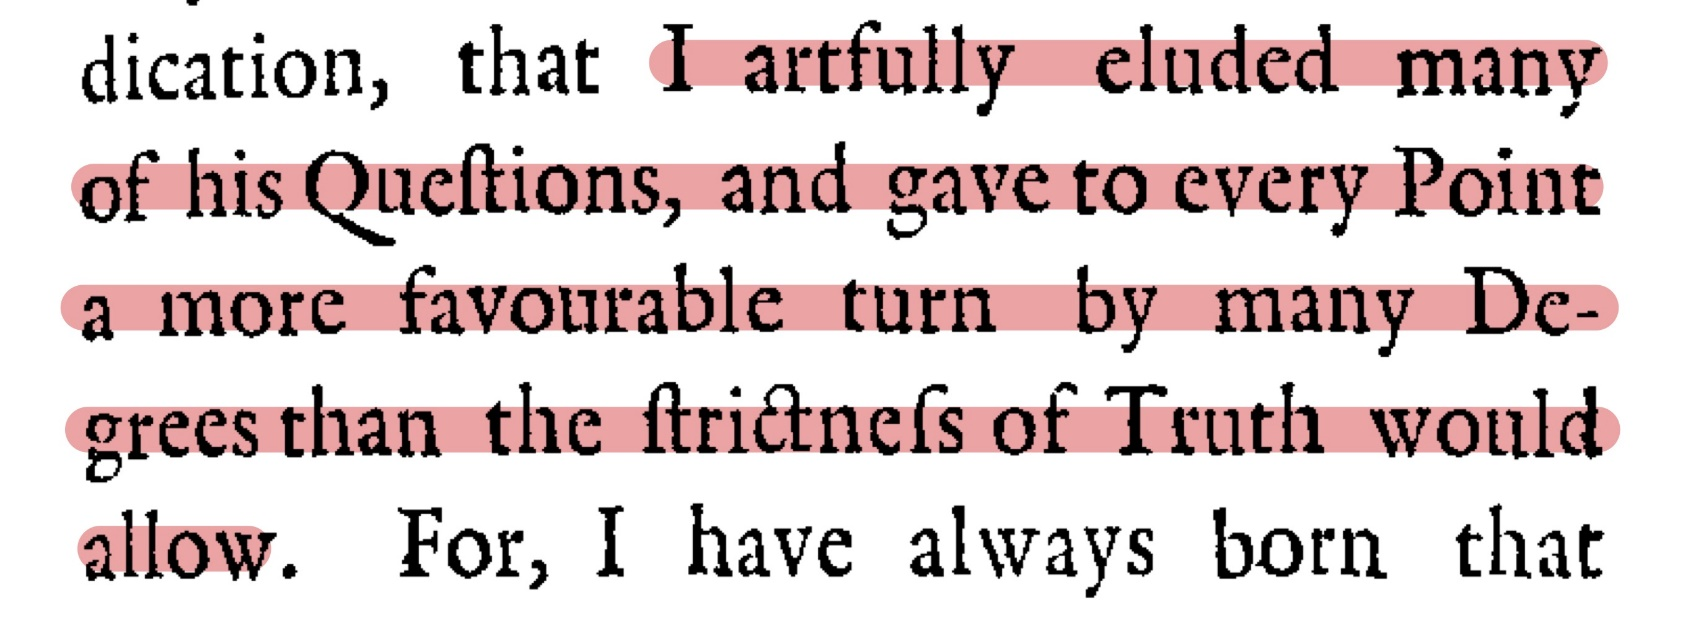 dication, that I artfully eluded many
of his Queſtions, and gave to every Point
a more favourable turn by many De-
grees than the ſtrictneſs of Truth would
allow. For, I have always born that